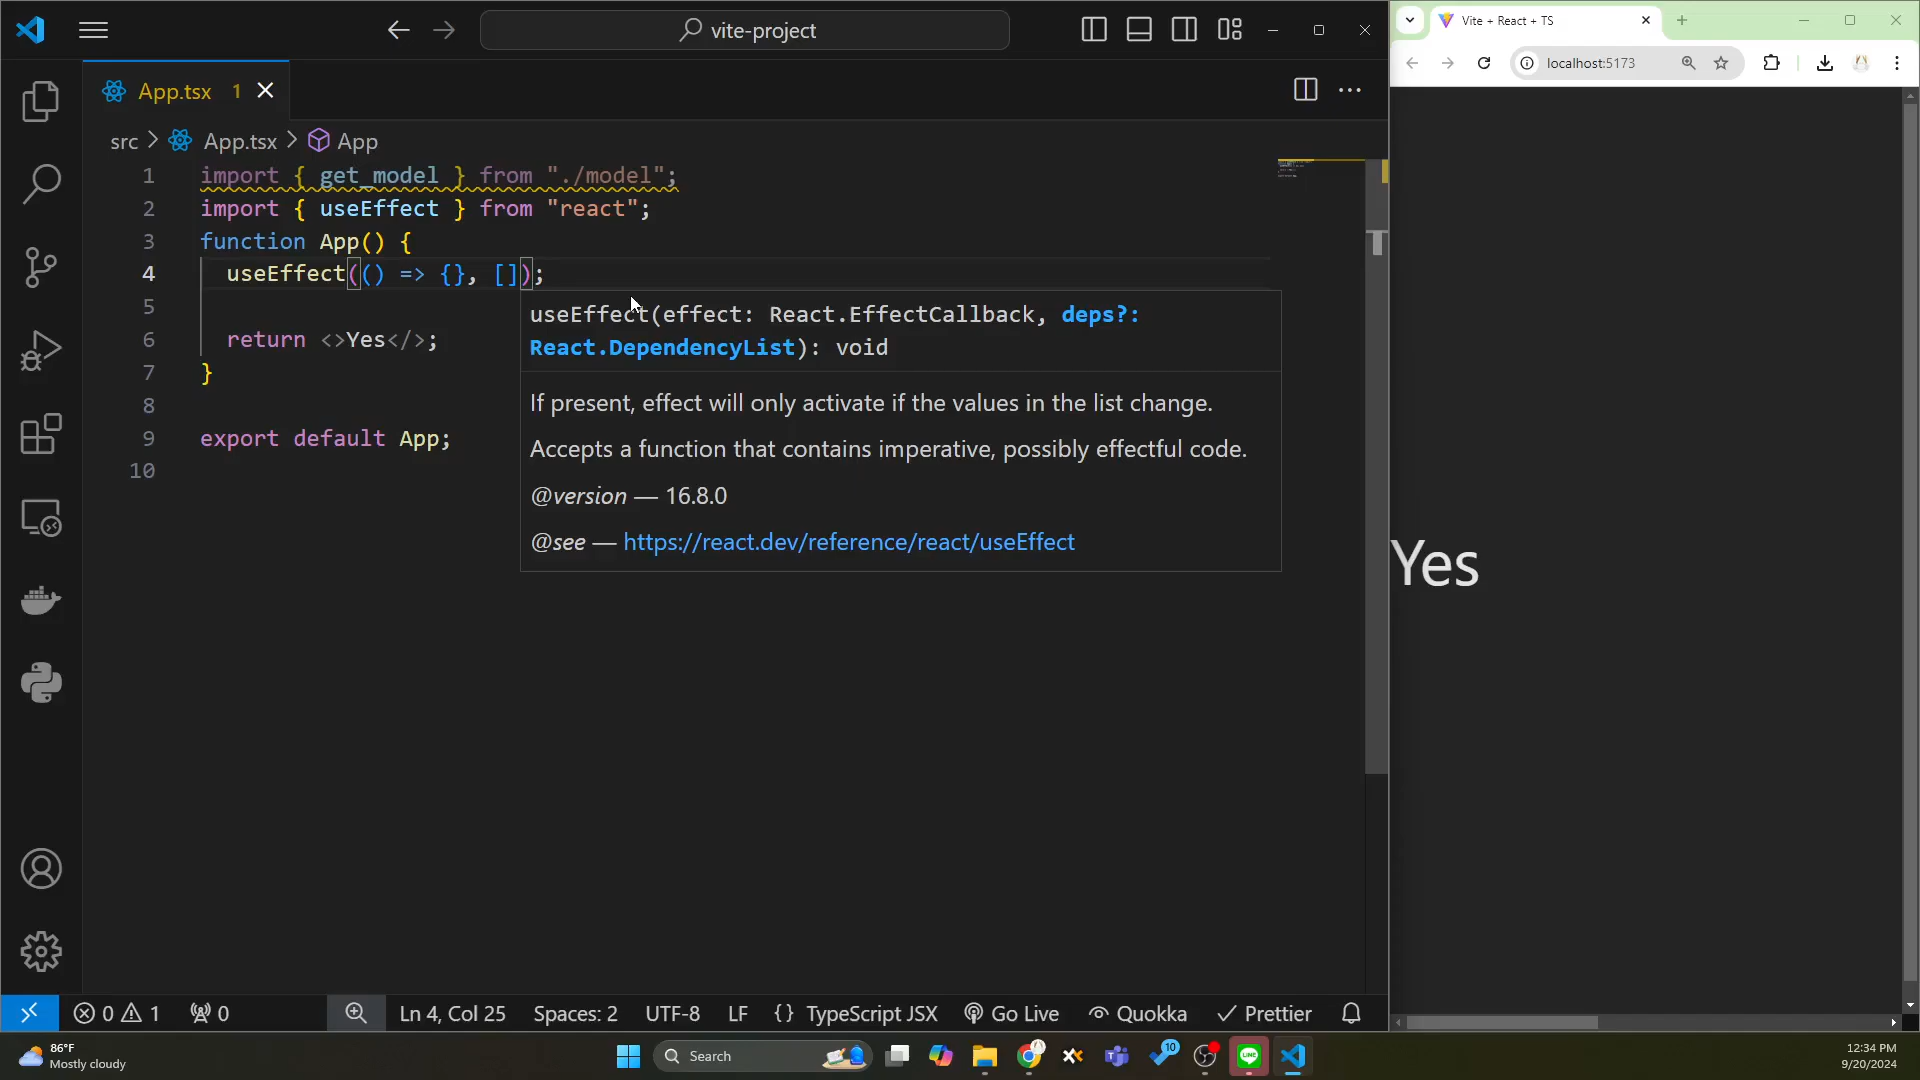 vite-project
App.tsx 1
src > App.tsx > App
1 import { get_model } from "./model";
2 import { useEffect } from "react";
3 function App() {
4 useEffect(() => {}, []);
5
6 return <>Yes</>;
7 }
8
9 export default App;
10
useEffect(effect: React.EffectCallback, deps?:
React.DependencyList): void
If present, effect will only activate if the values in the list change.
Accepts a function that contains imperative, possibly effectful code.
@version — 16.8.0
@see — https://react.dev/reference/react/useEffect
0 1 0 Ln 4, Col 25 Spaces: 2 UTF-8 LF {} TypeScript JSX Go Live Quokka Prettier
Vite + React + TS
localhost:5173
Yes
86°F
Mostly cloudy
Search
10
12:34 PM
9/20/2024